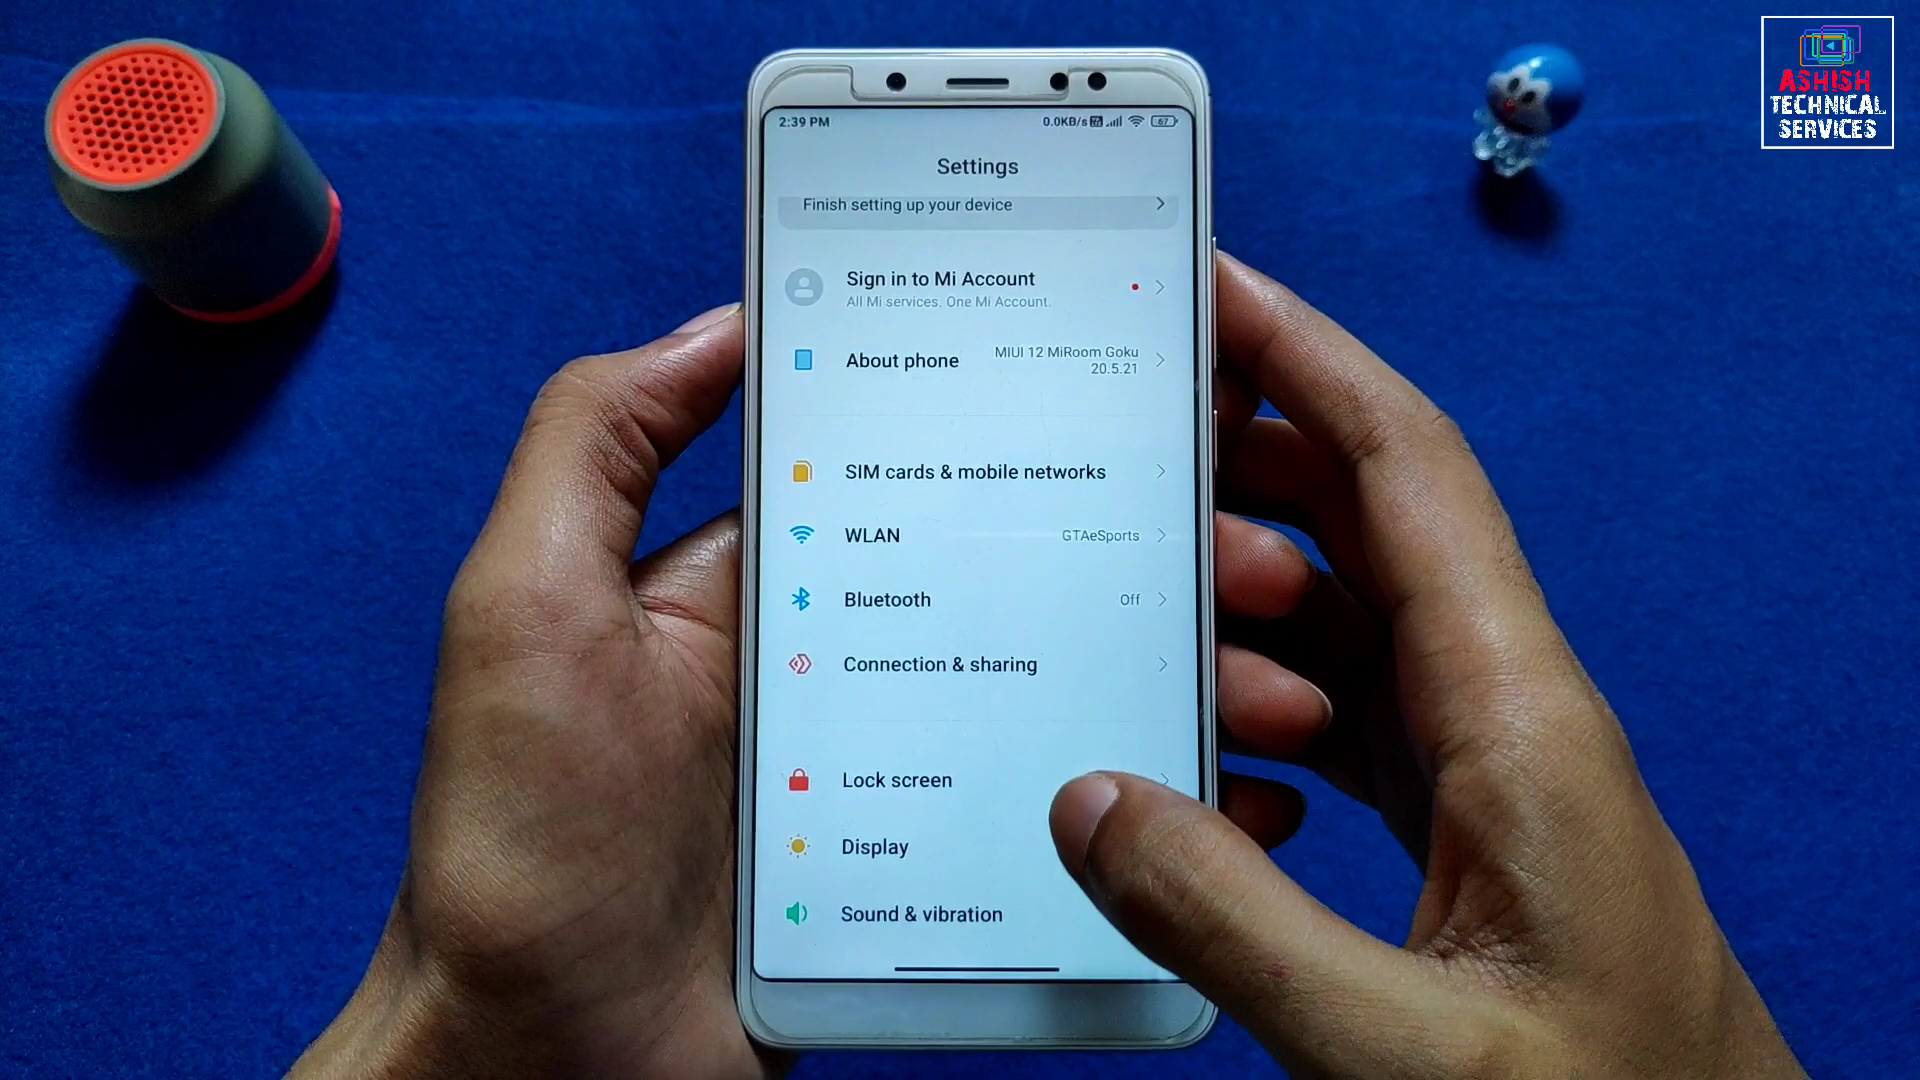 ASHISH
TECHNICAL
SERVICES
2:39 PM
0.0KB/s
67
Settings
Finish setting up your device
Sign in to Mi Account
All Mi services. One Mi Account.
About phone
MIUI 12 MiRoom Goku
20.5.21
SIM cards & mobile networks
WLAN
GTAeSports
Bluetooth
Off
Connection & sharing
Lock screen
Display
Sound & vibration